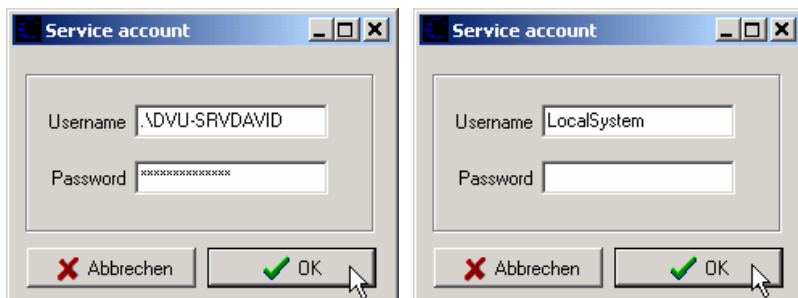 Service account
Username .\DVU-SRVDAVID
Password **************
Abbrechen OK
Service account
Username LocalSystem
Password
Abbrechen OK